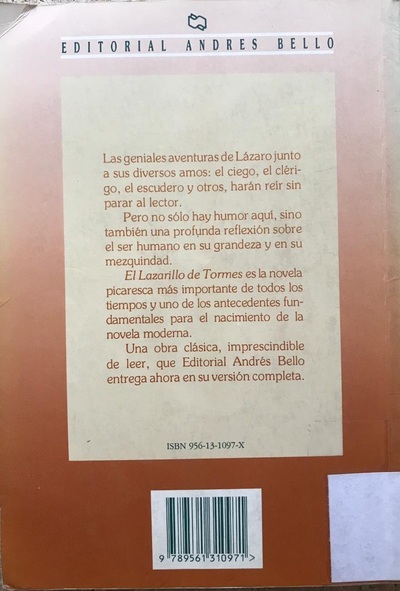 EDITORIAL ANDRES BELLO
Las geniales aventuras de Lázaro junto
a sus diversos amos: el ciego, el cléri-
go, el escudero y otros, harán reír sin
parar al lector.
Pero no sólo hay humor aquí, sino
también una profunda reflexión sobre
el ser humano en su grandeza y en su
mezquindad.
El Lazarillo de Tormes es la novela
picaresca más importante de todos los
tiempos y uno de los antecedentes fun-
damentales para el nacimiento de la
novela moderna.
Una obra clásica, imprescindible
de leer, que Editorial Andrés Bello
entrega ahora en su versión completa.
ISBN 956-13-1097-X
9 789561 310971 >